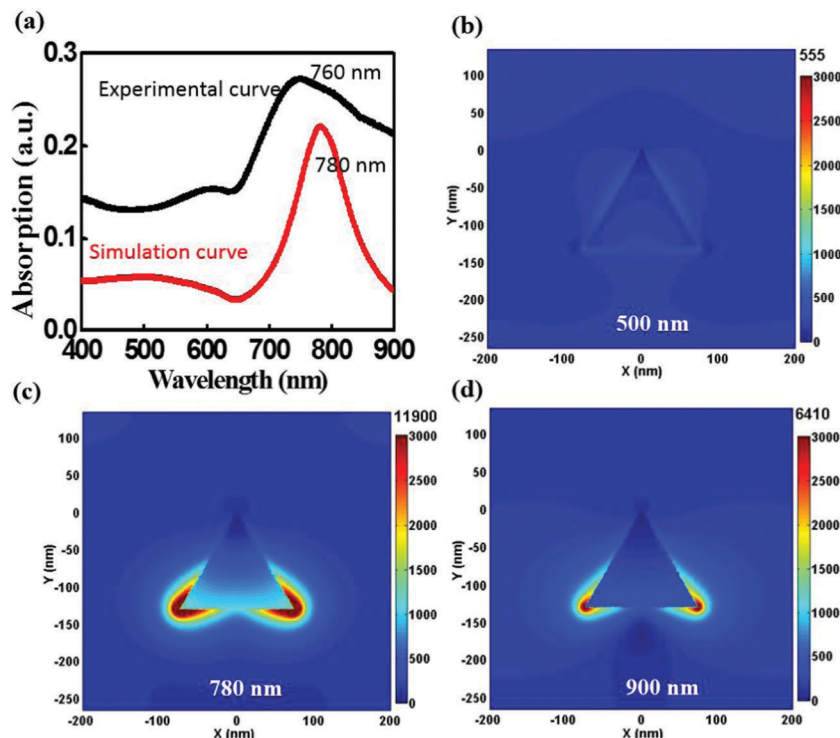 (a)
0.3
0.2
0.1
0.0
Absorption (a.u.)
Experimental curve
760 nm
780 nm
Simulation curve
400 500 600 700 800 900
Wavelength (nm)
(b)
555
100
50
0
-50
-100
-150
-200
-250
Y (nm)
500 nm
-200 -100 0 100 200
X (nm)
3000
2500
2000
1500
1000
500
0
(c)
11900
100
50
0
-50
-100
-150
-200
-250
Y (nm)
780 nm
-200 -100 0 100 200
X (nm)
3000
2500
2000
1500
1000
500
0
(d)
6410
100
50
0
-50
-100
-150
-200
-250
Y (nm)
900 nm
-200 -100 0 100 200
X (nm)
3000
2500
2000
1500
1000
500
0